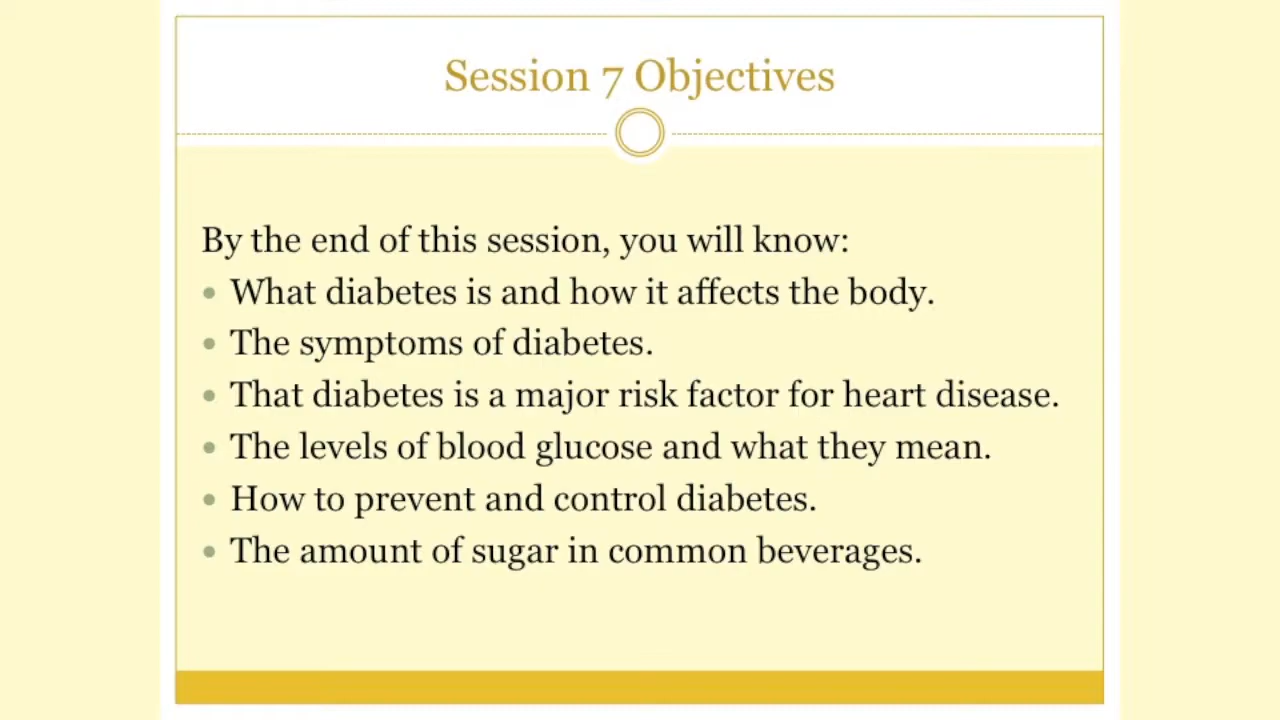 Session 7 Objectives
By the end of this session, you will know:
• What diabetes is and how it affects the body.
• The symptoms of diabetes.
• That diabetes is a major risk factor for heart disease.
• The levels of blood glucose and what they mean.
• How to prevent and control diabetes.
• The amount of sugar in common beverages.